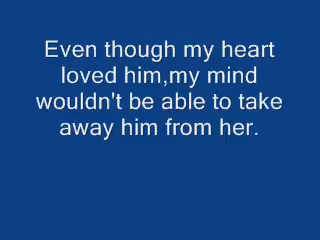 Even though my heart
loved him,my mind
wouldn't be able to take
away him from her.